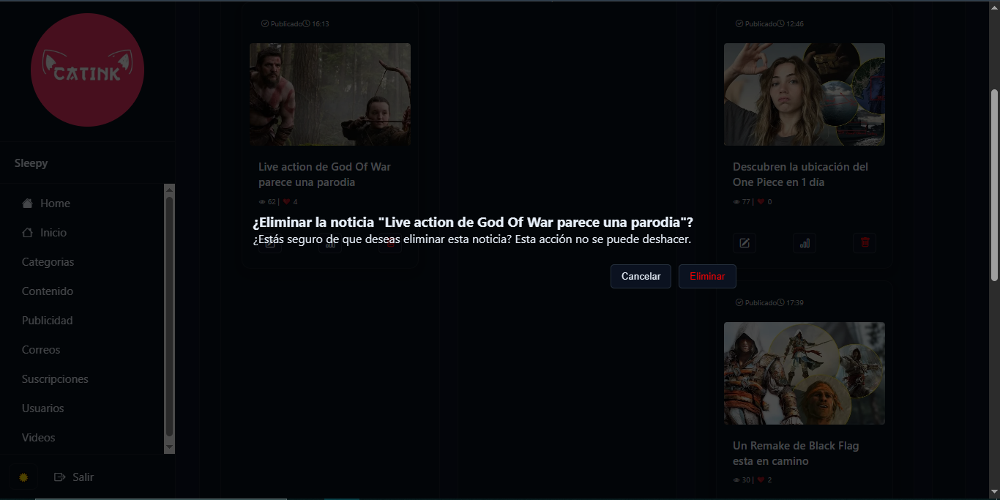 CATINK
Sleepy
Home
Inicio
Categorias
Contenido
Publicidad
Correos
Suscripciones
Usuarios
Videos
Salir
Publicado 16:13
Live action de God Of War
parece una parodia
62 | 4
Publicado 12:46
Descubren la ubicación del
One Piece en 1 día
77 | 0
¿Eliminar la noticia "Live action de God Of War parece una parodia"?
¿Estás seguro de que deseas eliminar esta noticia? Esta acción no se puede deshacer.
Cancelar
Eliminar
Publicado 17:39
Un Remake de Black Flag
esta en camino
30 | 2